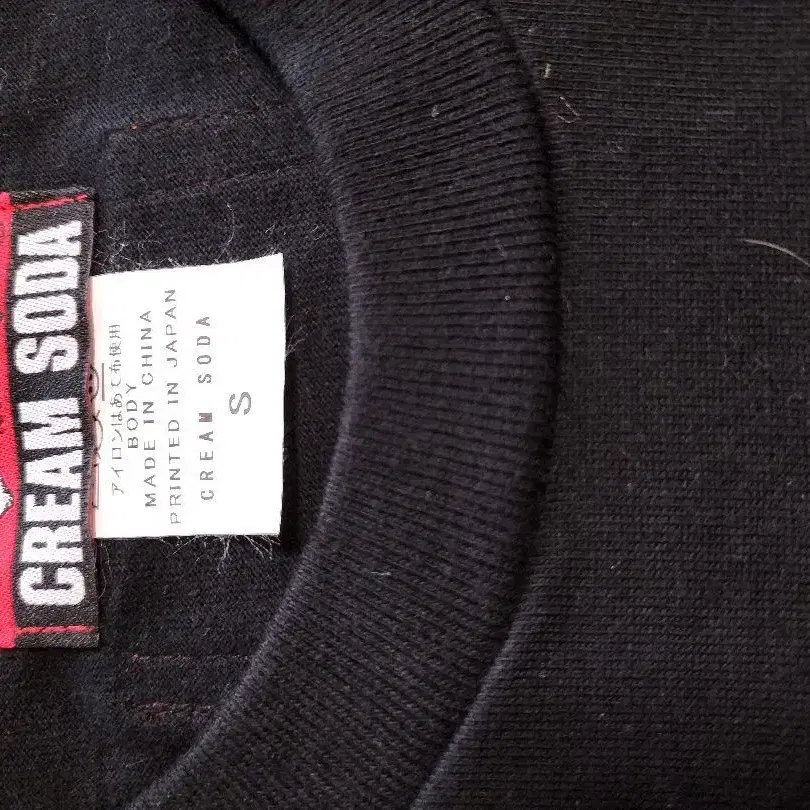 CREAM SODA
アイロンはあて布使用
BODY
MADE IN CHINA
PRINTED IN JAPAN
CREAM SODA
S